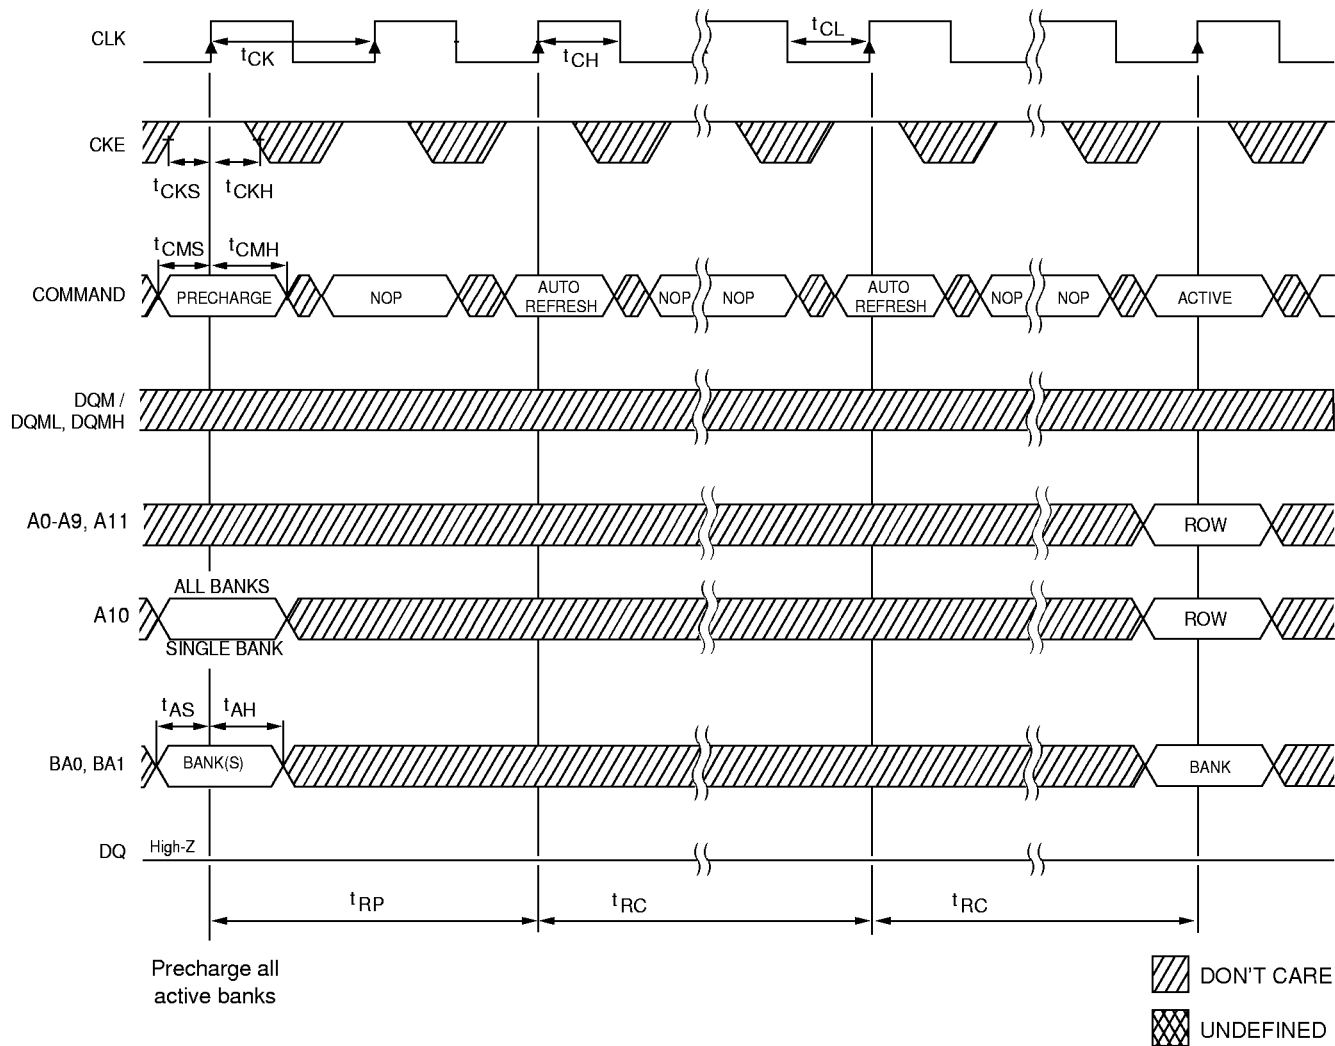 CLK
tCK
tCH
tCL
CKE
tCKS
tCKH
tCMS
tCMH
COMMAND
PRECHARGE
NOP
AUTO
REFRESH
NOP
NOP
AUTO
REFRESH
NOP
NOP
ACTIVE
DQM /
DQML, DQMH
A0-A9, A11
ROW
ALL BANKS
A10
ROW
SINGLE BANK
tAS
tAH
BA0, BA1
BANK(S)
BANK
DQ
High-Z
tRP
tRC
tRC
Precharge all
active banks
DON'T CARE
UNDEFINED